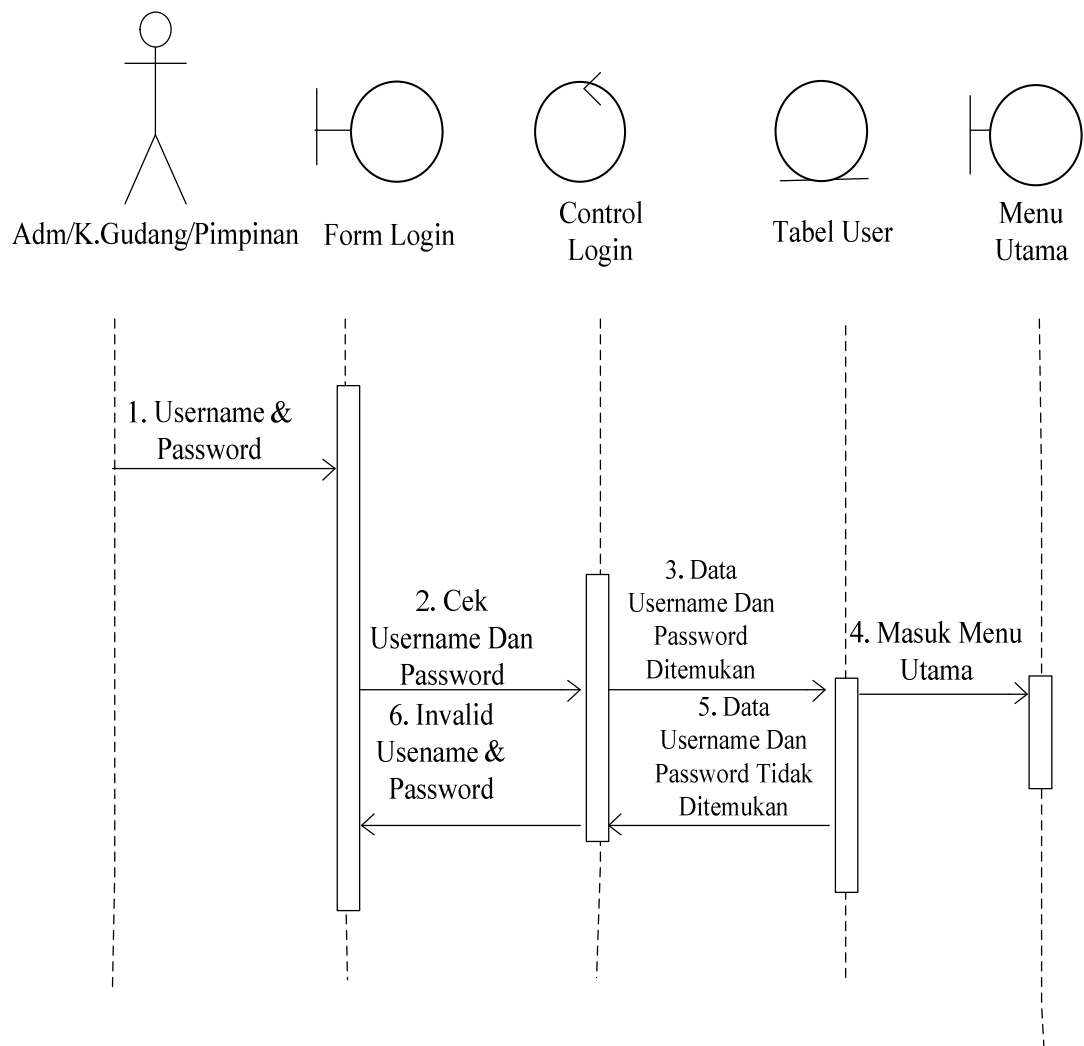 Adm/K.Gudang/Pimpinan
Form Login
Control
Login
Tabel User
Menu
Utama
1. Username &
Password
2. Cek
Username Dan
Password
3. Data
Username Dan
Password
Ditemukan
4. Masuk Menu
Utama
6. Invalid
Usename &
Password
5. Data
Username Dan
Password Tidak
Ditemukan